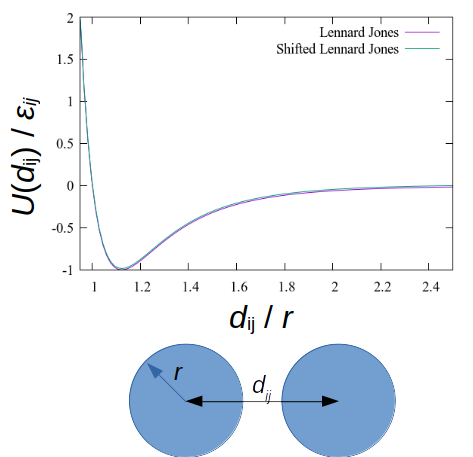 Lennard Jones
Shifted Lennard Jones
U(dij) / εij
2
1.5
1
0.5
0
-0.5
-1
1 1.2 1.4 1.6 1.8 2 2.2 2.4
dij / r
r
dij